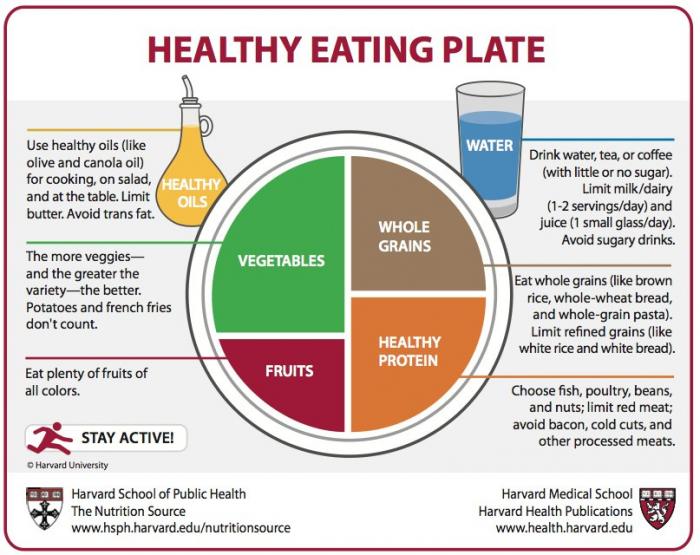 HEALTHY EATING PLATE
Use healthy oils (like
olive and canola oil)
for cooking, on salad,
and at the table. Limit
butter. Avoid trans fat.
HEALTHY
OILS
The more veggies—
and the greater the
variety—the better.
Potatoes and french fries
don't count.
Eat plenty of fruits of
all colors.
STAY ACTIVE!
© Harvard University
VEGETABLES
FRUITS
WHOLE
GRAINS
HEALTHY
PROTEIN
WATER
Drink water, tea, or coffee
(with little or no sugar).
Limit milk/dairy
(1-2 servings/day) and
juice (1 small glass/day).
Avoid sugary drinks.
Eat whole grains (like brown
rice, whole-wheat bread,
and whole-grain pasta).
Limit refined grains (like
white rice and white bread).
Choose fish, poultry, beans,
and nuts; limit red meat;
avoid bacon, cold cuts, and
other processed meats.
Harvard School of Public Health
The Nutrition Source
www.hsph.harvard.edu/nutritionsource
Harvard Medical School
Harvard Health Publications
www.health.harvard.edu